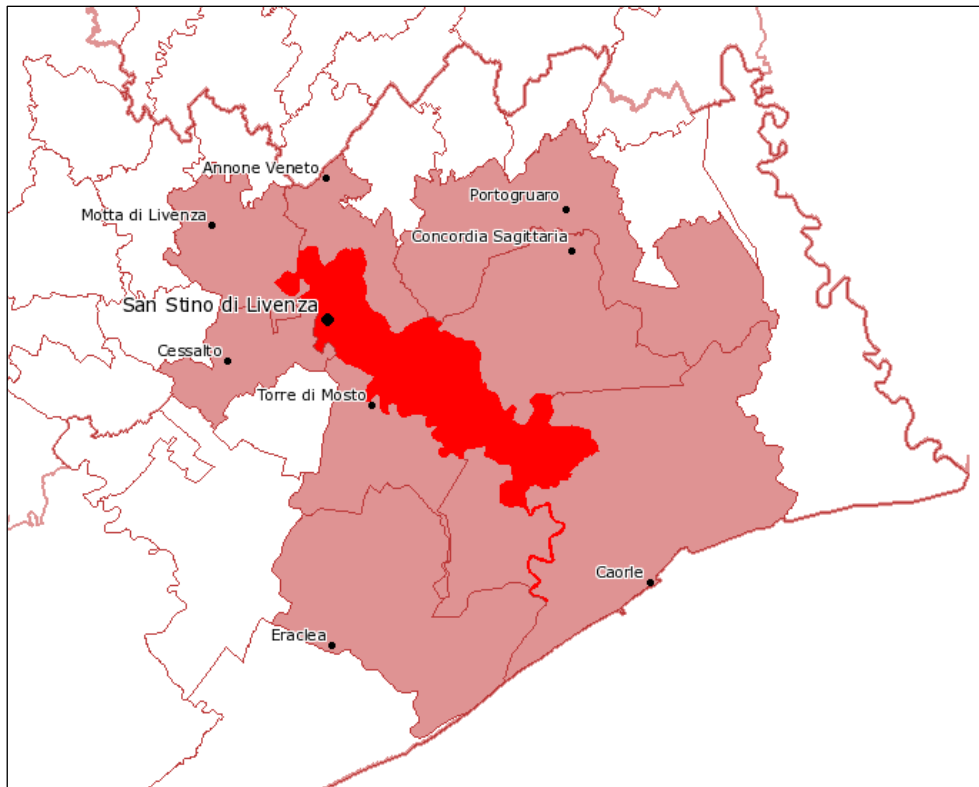 Annone Veneto
Portogruaro
Motta di Livenza
Concordia Sagittaria
San Stino di Livenza
Cessalto
Torre di Mosto
Caorle
Eraclea